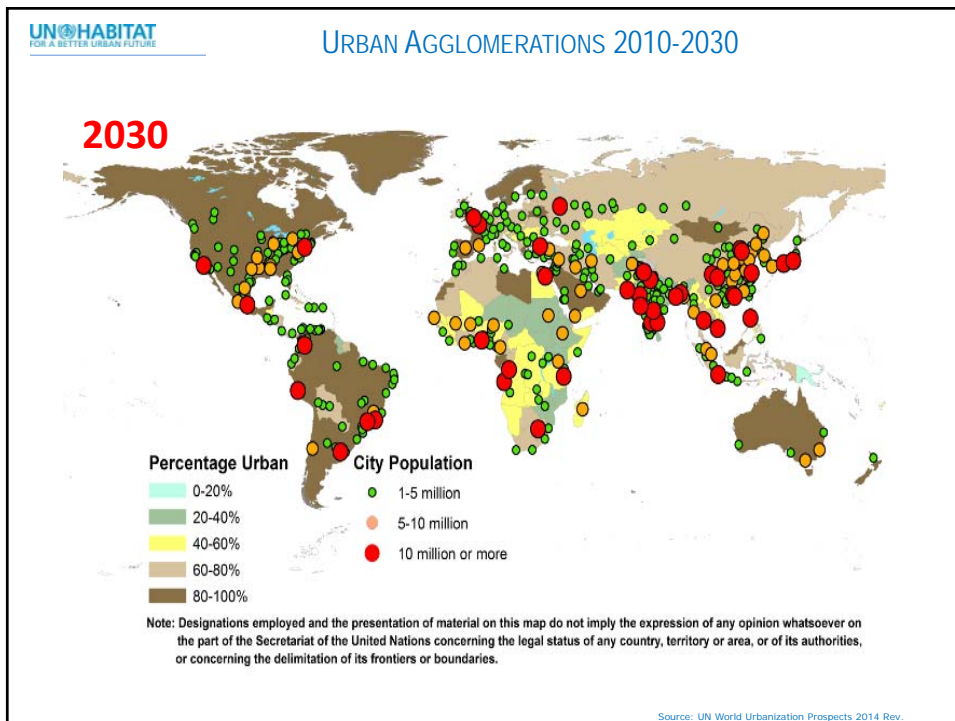 UN HABITAT
FOR A BETTER URBAN FUTURE
URBAN AGGLOMERATIONS 2010-2030
2030
Percentage Urban
0-20%
20-40%
40-60%
60-80%
80-100%
City Population
1-5 million
5-10 million
10 million or more
Note: Designations employed and the presentation of material on this map do not imply the expression of any opinion whatsoever on
the part of the Secretariat of the United Nations concerning the legal status of any country, territory or area, or of its authorities,
or concerning the delimitation of its frontiers or boundaries.
Source: UN World Urbanization Prospects 2014 Rev.